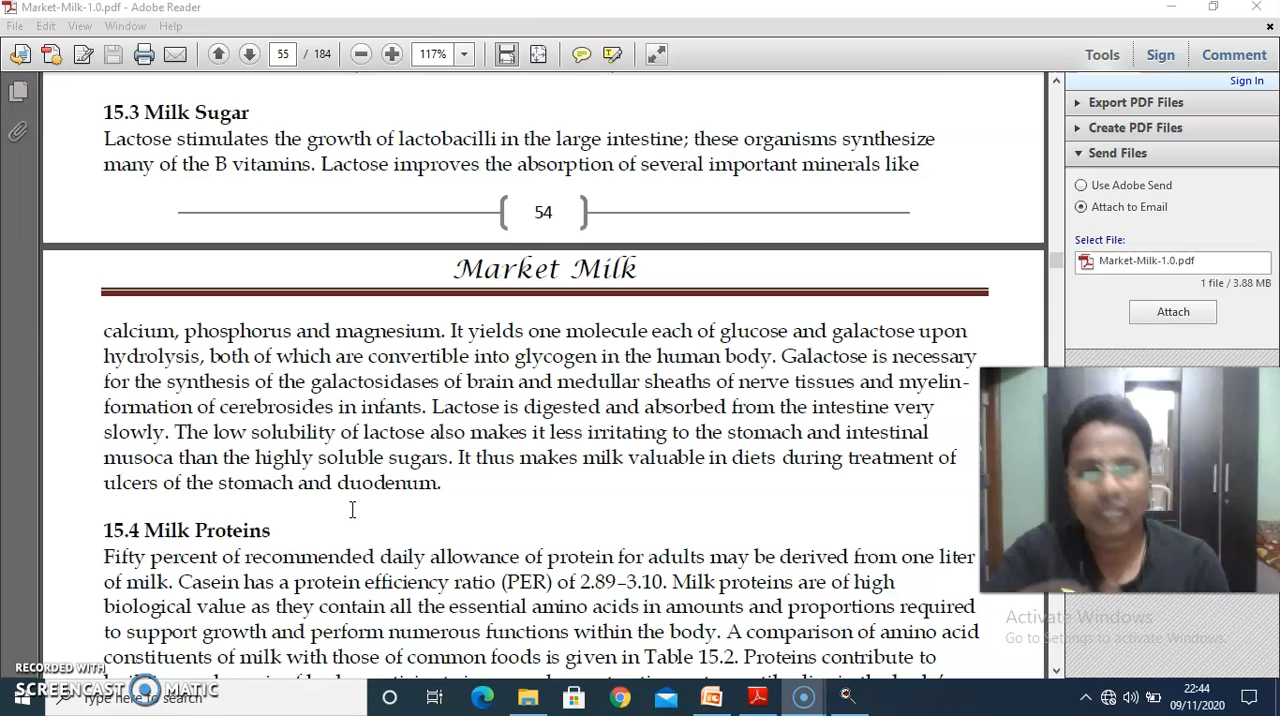 Market-Milk-1.0.pdf - Adobe Reader
File Edit View Window Help
55 / 184 117% Tools Sign Comment
Sign In
Export PDF Files
Create PDF Files
Send Files
Use Adobe Send
Attach to Email
Select File:
Market-Milk-1.0.pdf
1 file / 3.88 MB
Attach
15.3 Milk Sugar
Lactose stimulates the growth of lactobacilli in the large intestine; these organisms synthesize
many of the B vitamins. Lactose improves the absorption of several important minerals like
54
Market Milk
calcium, phosphorus and magnesium. It yields one molecule each of glucose and galactose upon
hydrolysis, both of which are convertible into glycogen in the human body. Galactose is necessary
for the synthesis of the galactosidases of brain and medullar sheaths of nerve tissues and myelin-
formation of cerebrosides in infants. Lactose is digested and absorbed from the intestine very
slowly. The low solubility of lactose also makes it less irritating to the stomach and intestinal
musoca than the highly soluble sugars. It thus makes milk valuable in diets during treatment of
ulcers of the stomach and duodenum.
15.4 Milk Proteins
Fifty percent of recommended daily allowance of protein for adults may be derived from one liter
of milk. Casein has a protein efficiency ratio (PER) of 2.89–3.10. Milk proteins are of high
biological value as they contain all the essential amino acids in amounts and proportions required
to support growth and perform numerous functions within the body. A comparison of amino acid
constituents of milk with those of common foods is given in Table 15.2. Proteins contribute to
Activate Windows
Go to Settings to activate Windows.
RECORDED WITH
SCREENCAST MATIC
Type here to search
22:44
09/11/2020